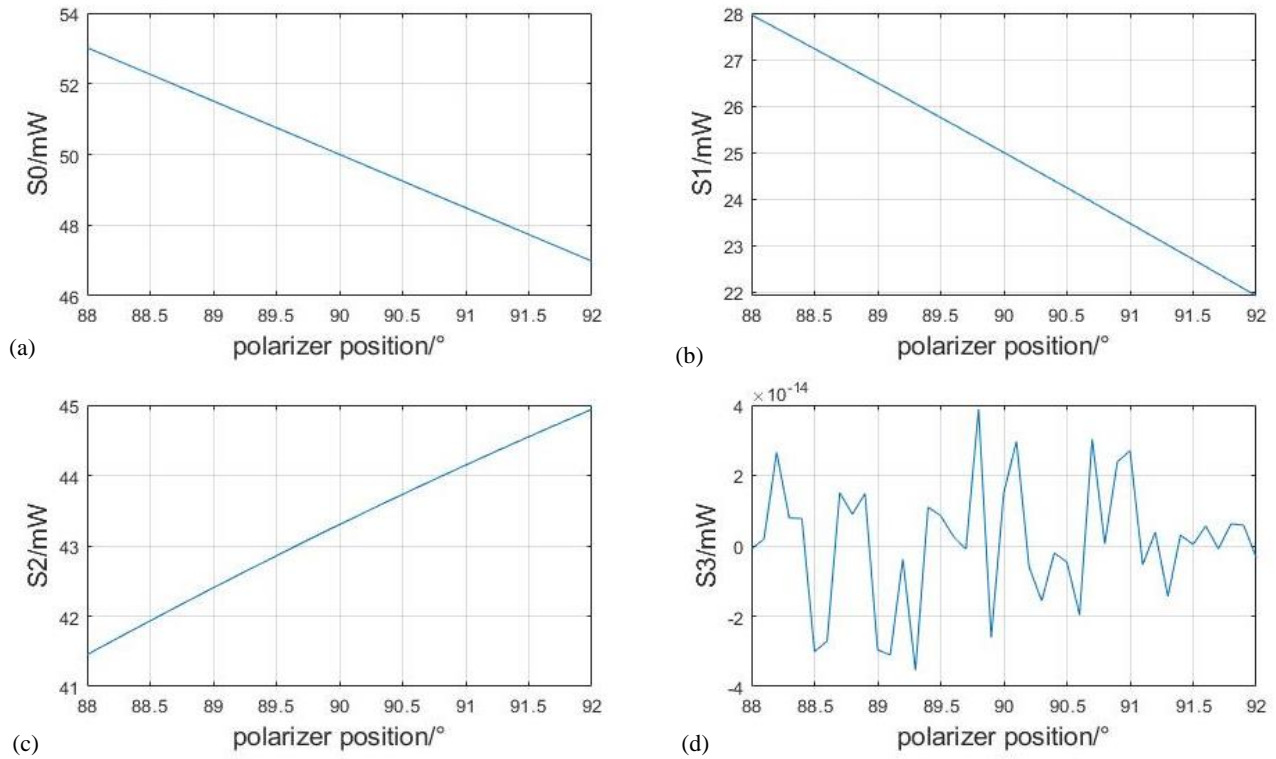 54
52
50
48
46
S0/mW
88 88.5 89 89.5 90 90.5 91 91.5 92
polarizer position/°
(a)
28
27
26
25
24
23
22
S1/mW
88 88.5 89 89.5 90 90.5 91 91.5 92
polarizer position/°
(b)
45
44
43
42
41
S2/mW
88 88.5 89 89.5 90 90.5 91 91.5 92
polarizer position/°
(c)
×10-14
4
2
0
-2
-4
S3/mW
88 88.5 89 89.5 90 90.5 91 91.5 92
polarizer position/°
(d)